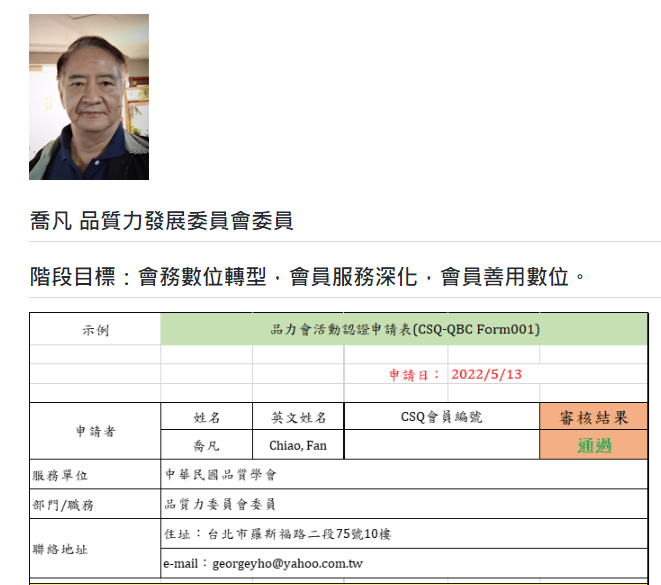 喬凡 品質力發展委員會委員
階段目標：會務數位轉型，會員服務深化，會員善用數位。
示例 品力會活動認證申請表(CSQ-QBC Form001)
申請日： 2022/5/13
申請者 姓名 英文姓名 CSQ會員編號 審核結果
喬凡 Chiao, Fan 通過
服務單位 中華民國品質學會
部門/職務 品質力委員會委員
聯絡地址 住址：台北市羅斯福路二段75號10樓
e-mail：georgeyho@yahoo.com.tw